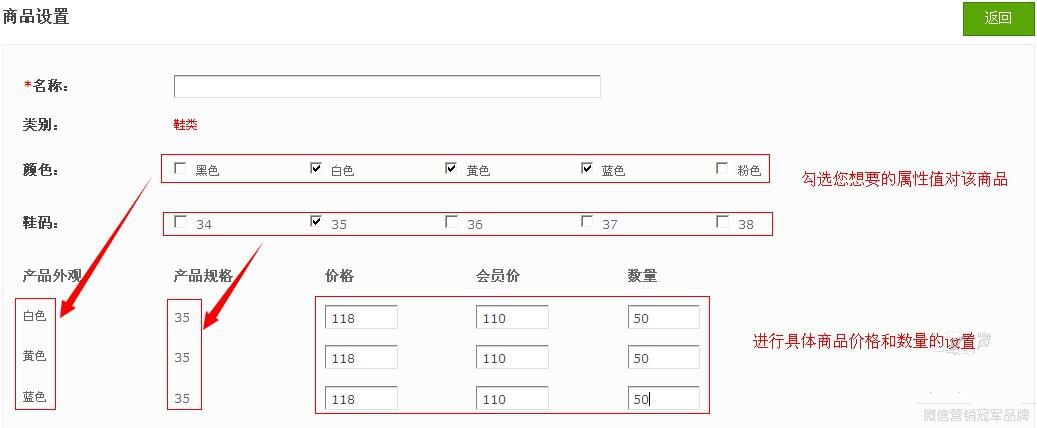 商品设置
返回
*名称：
类别： 鞋类
颜色： 黑色 白色 黄色 蓝色 粉色
勾选您想要的属性值对该商品
鞋码： 34 35 36 37 38
产品外观 产品规格 价格 会员价 数量
白色 35 118 110 50
进行具体商品价格和数量的设置
黄色 35 118 110 50
蓝色 35 118 110 50
微信营销冠军品牌